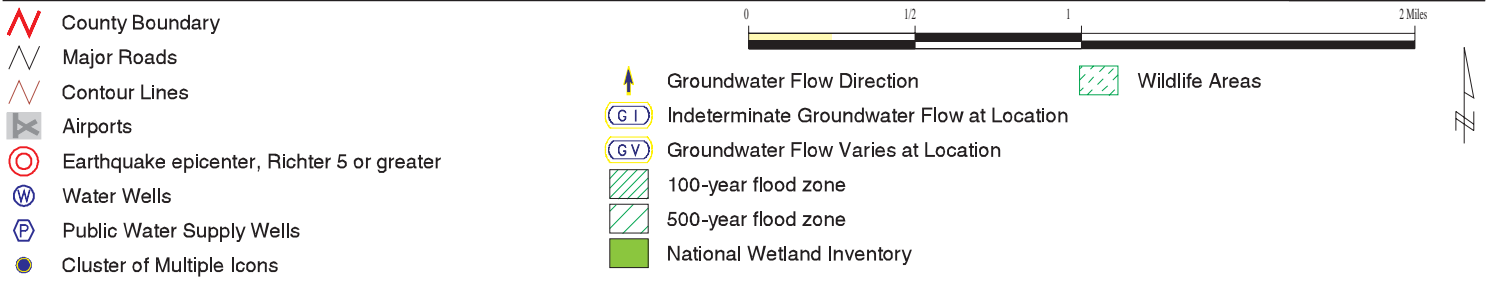 0 1/2 1 2 Miles
County Boundary
Major Roads
Contour Lines
Airports
Earthquake epicenter, Richter 5 or greater
W Water Wells
P Public Water Supply Wells
Cluster of Multiple Icons
Groundwater Flow Direction
G I Indeterminate Groundwater Flow at Location
G V Groundwater Flow Varies at Location
100-year flood zone
500-year flood zone
National Wetland Inventory
Wildlife Areas
N